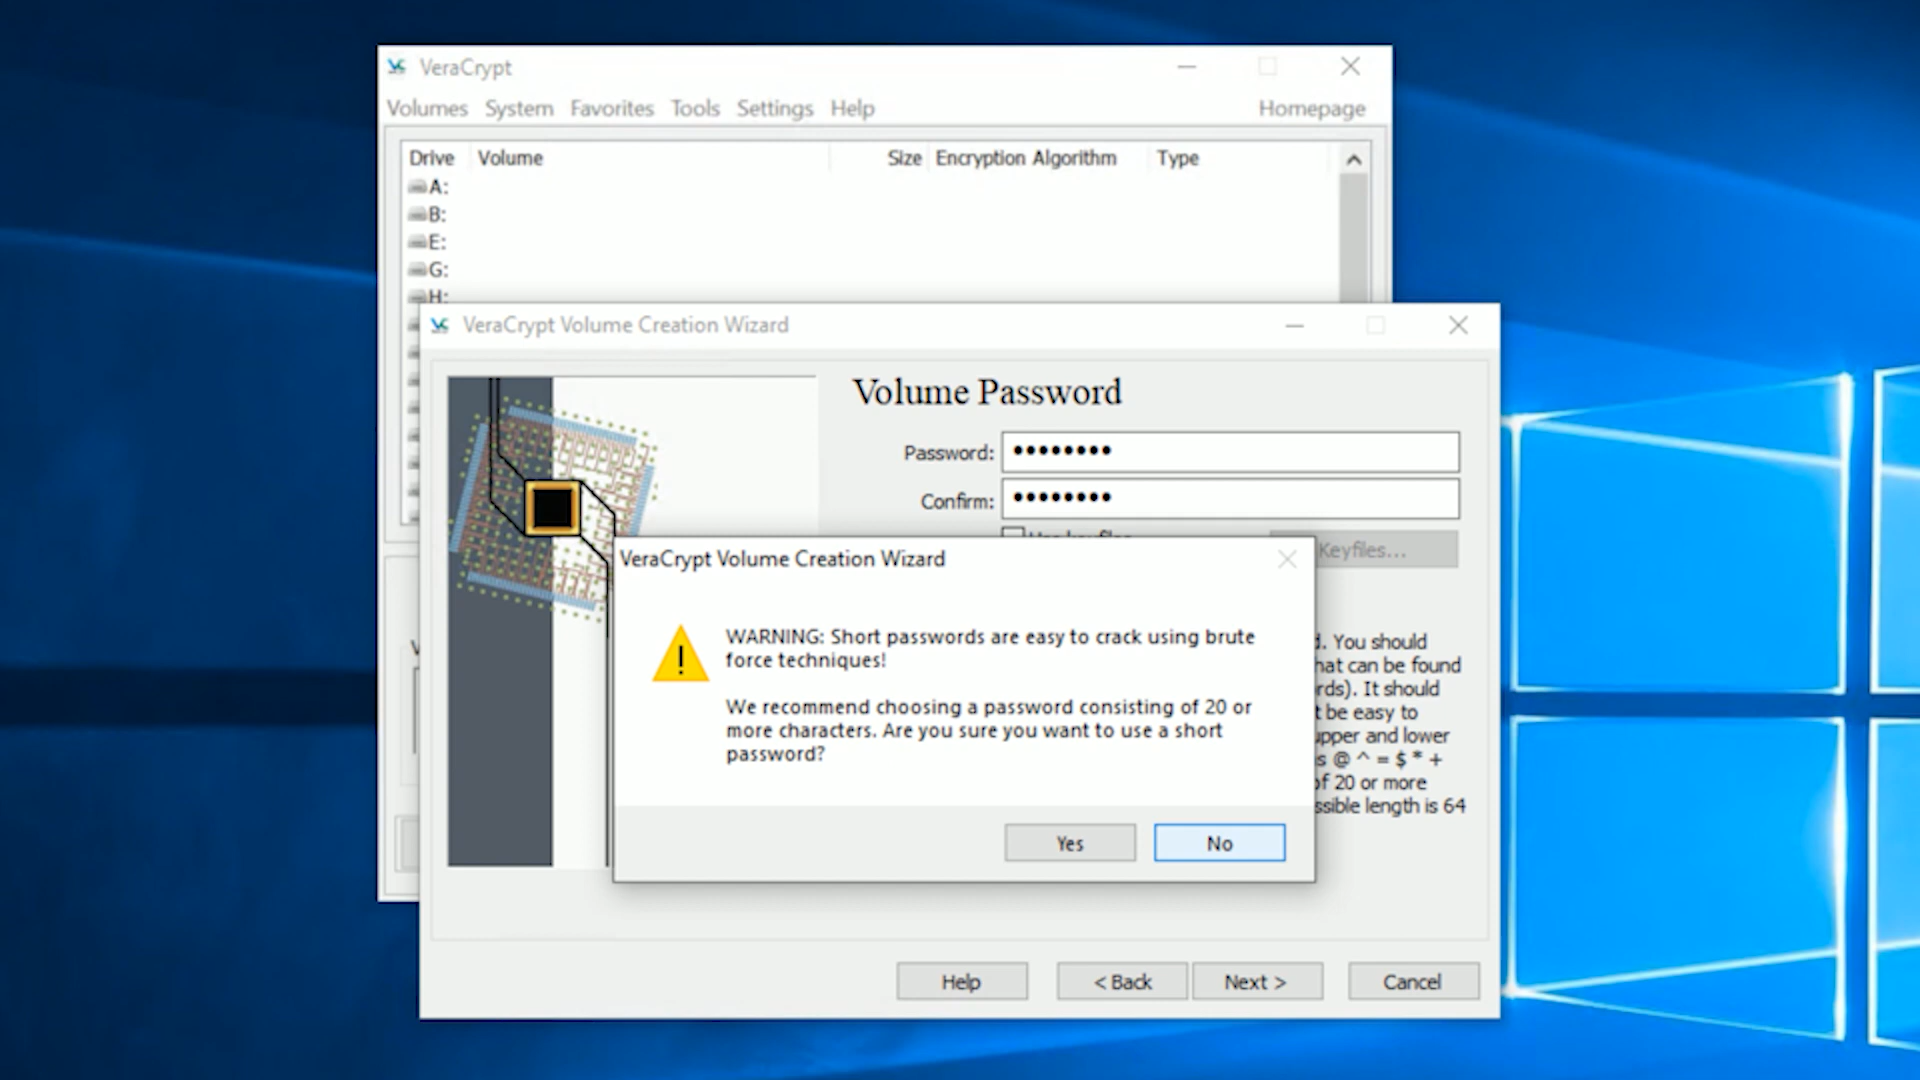 VeraCrypt
Volumes System Favorites Tools Settings Help Homepage
Drive Volume Size Encryption Algorithm Type
A:
B:
E:
G:
H:
VeraCrypt Volume Creation Wizard
Volume Password
Password: ••••••••
Confirm: ••••••••
Keyfiles...
VeraCrypt Volume Creation Wizard
WARNING: Short passwords are easy to crack using brute
force techniques!
We recommend choosing a password consisting of 20 or
more characters. Are you sure you want to use a short
password?
Yes No
d. You should
hat can be found
rds). It should
t be easy to
upper and lower
s @ ^ = $ * +
of 20 or more
ssible length is 64
Help < Back Next > Cancel